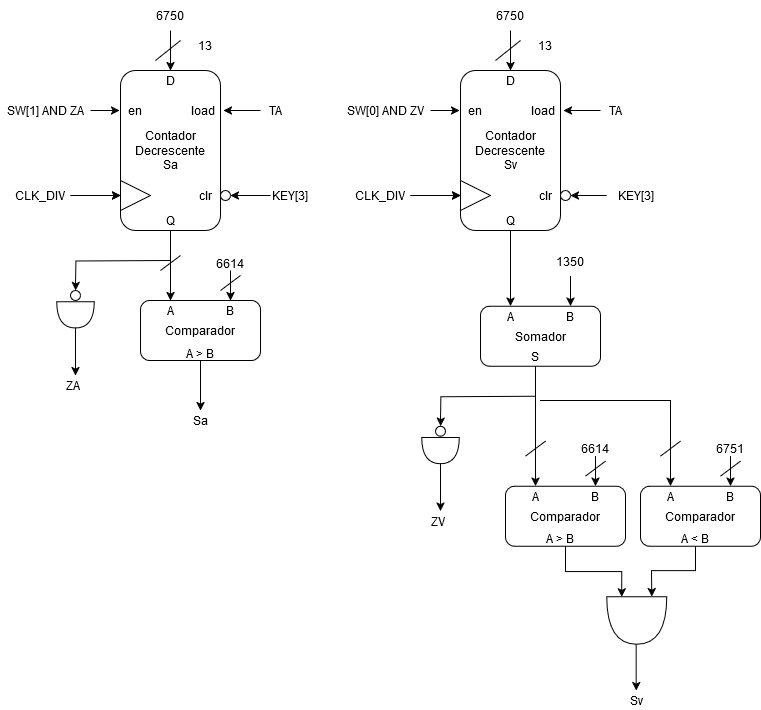 6750
13
D
SW[1] AND ZA
en
load
TA
Contador
Decrescente
Sa
CLK_DIV
clr
KEY[3]
Q
6614
A
B
Comparador
A > B
ZA
Sa
6750
13
D
SW[0] AND ZV
en
load
TA
Contador
Decrescente
Sv
CLK_DIV
clr
KEY[3]
Q
1350
A
B
Somador
S
6614
6751
A
B
A
B
Comparador
Comparador
A > B
A < B
ZV
Sv